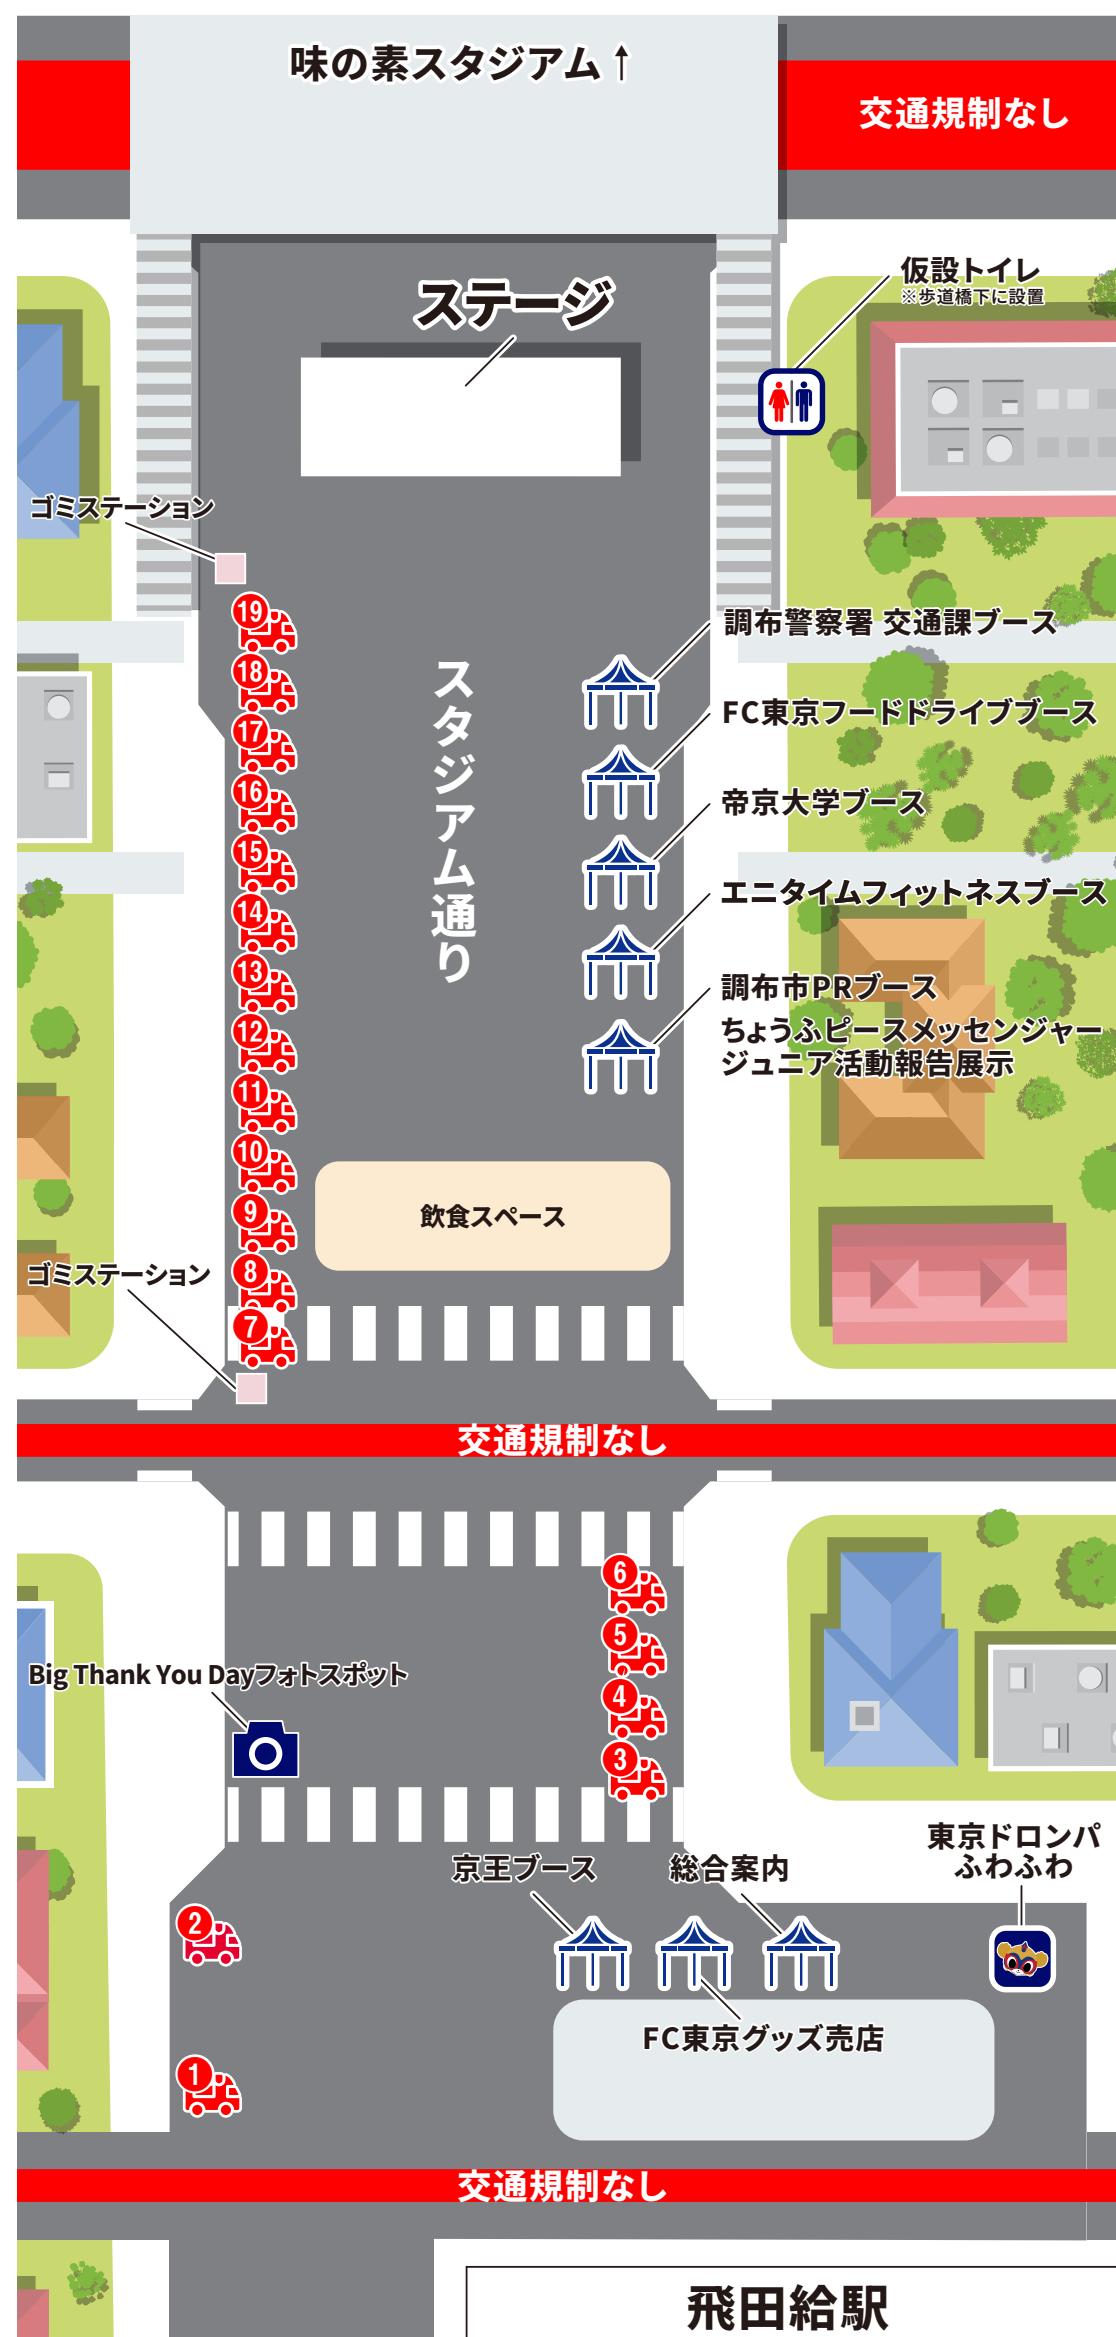 味の素スタジアム↑
交通規制なし
仮設トイレ
※歩道橋下に設置
ステージ
ゴミステーション
19
18
17
16
15
14
13
12
11
10
9
8
7
スタジアム通り
調布警察署 交通課ブース
FC東京フードドライブブース
帝京大学ブース
エニタイムフィットネスブース
調布市PRブース
ちょうふピースメッセンジャー
ジュニア活動報告展示
飲食スペース
ゴミステーション
交通規制なし
6
5
4
3
Big Thank You Dayフォトスポット
東京ドロンパ
ふわふわ
京王ブース
総合案内
2
1
FC東京グッズ売店
交通規制なし
飛田給駅